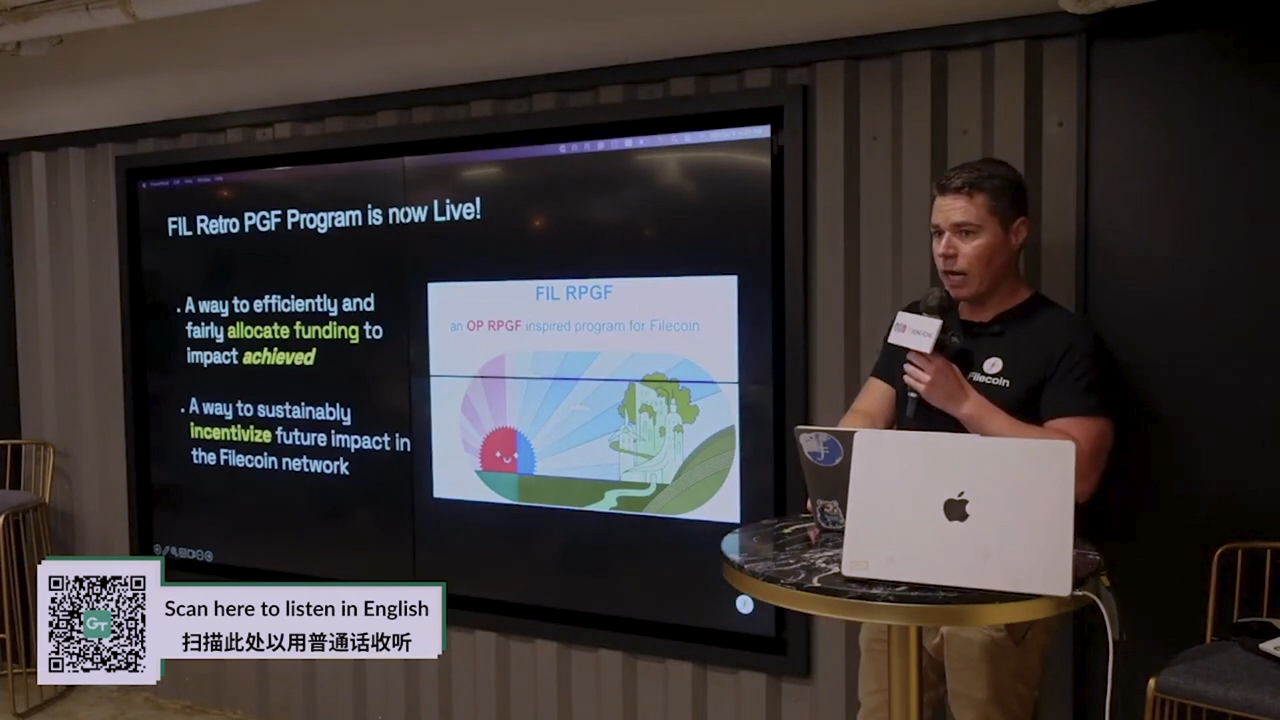 FIL Retro PGF Program is now Live!
. A way to efficiently and
fairly allocate funding to
impact achieved
. A way to sustainably
incentivize future impact in
the Filecoin network
FIL RPGF
an OP RPGF inspired program for Filecoin
Filecoin
Scan here to listen in English
扫描此处以用普通话收听
GT